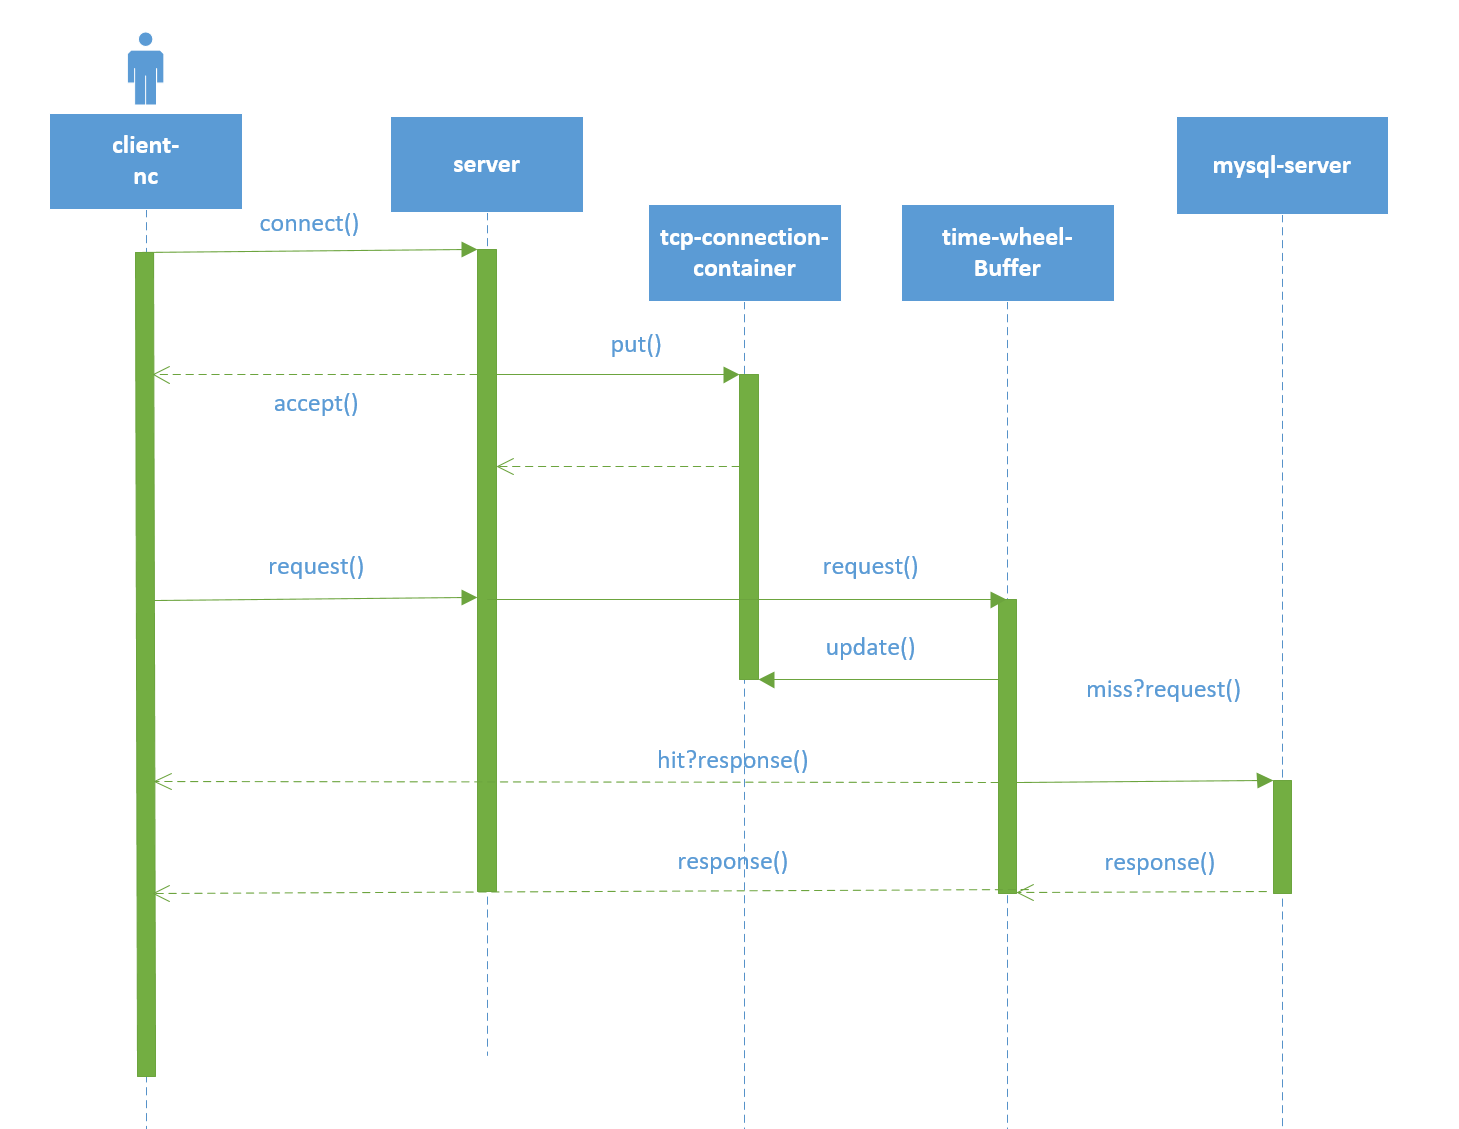 client-
nc
server
mysql-server
tcp-connection-
container
time-wheel-
Buffer
connect()
put()
accept()
request()
request()
update()
miss?request()
hit?response()
response()
response()